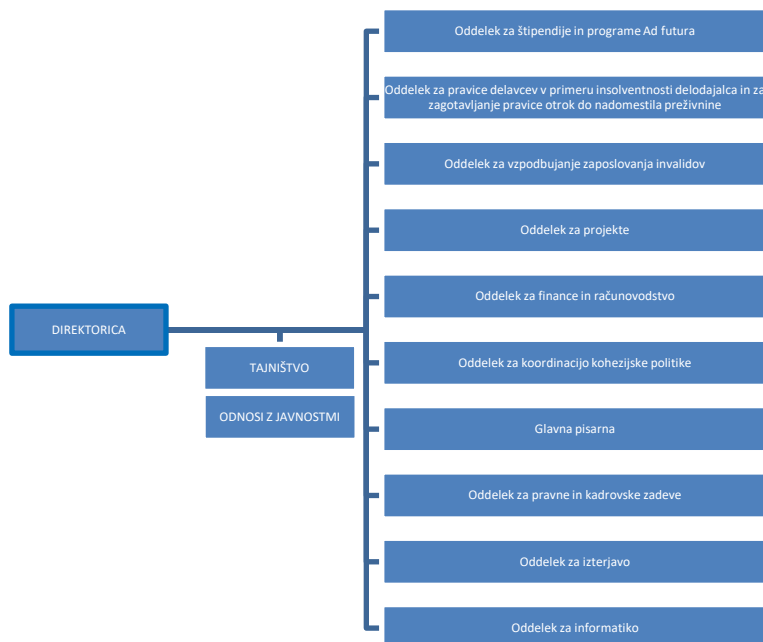 Oddelek za štipendije in programe Ad futura
Oddelek za pravice delavcev v primeru insolventnosti delodajalca in za
zagotavljanje pravice otrok do nadomestila preživnine
Oddelek za vzpodbujanje zaposlovanja invalidov
Oddelek za projekte
Oddelek za finance in računovodstvo
DIREKTORICA
TAJNIŠTVO
ODNOSI Z JAVNOSTMI
Oddelek za koordinacijo kohezijske politike
Glavna pisarna
Oddelek za pravne in kadrovske zadeve
Oddelek za izterjavo
Oddelek za informatiko